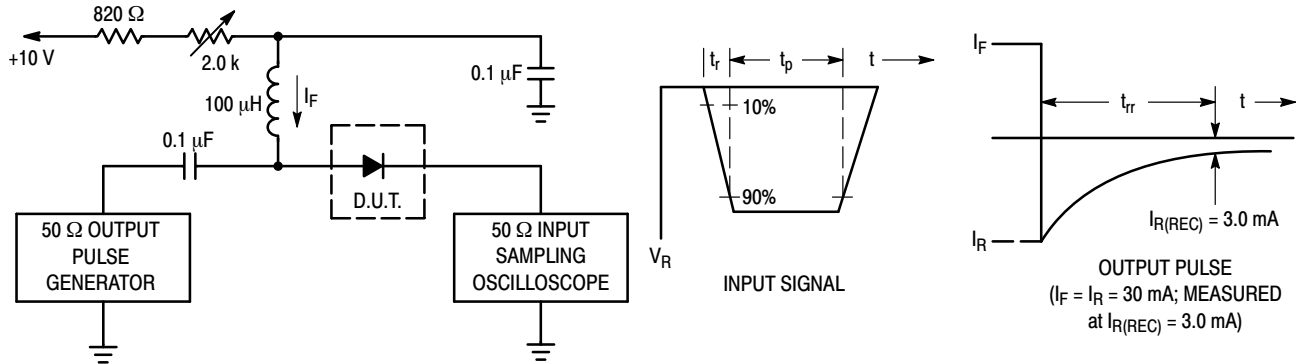 820 Ω
+10 V
2.0 k
100 μH
I_F
0.1 μF
0.1 μF
D.U.T.
50 Ω OUTPUT
PULSE
GENERATOR
50 Ω INPUT
SAMPLING
OSCILLOSCOPE
t_r
t_p
t
10%
90%
V_R
INPUT SIGNAL
I_F
t_rr
t
I_R(REC) = 3.0 mA
I_R
OUTPUT PULSE
(I_F = I_R = 30 mA; MEASURED
at I_R(REC) = 3.0 mA)